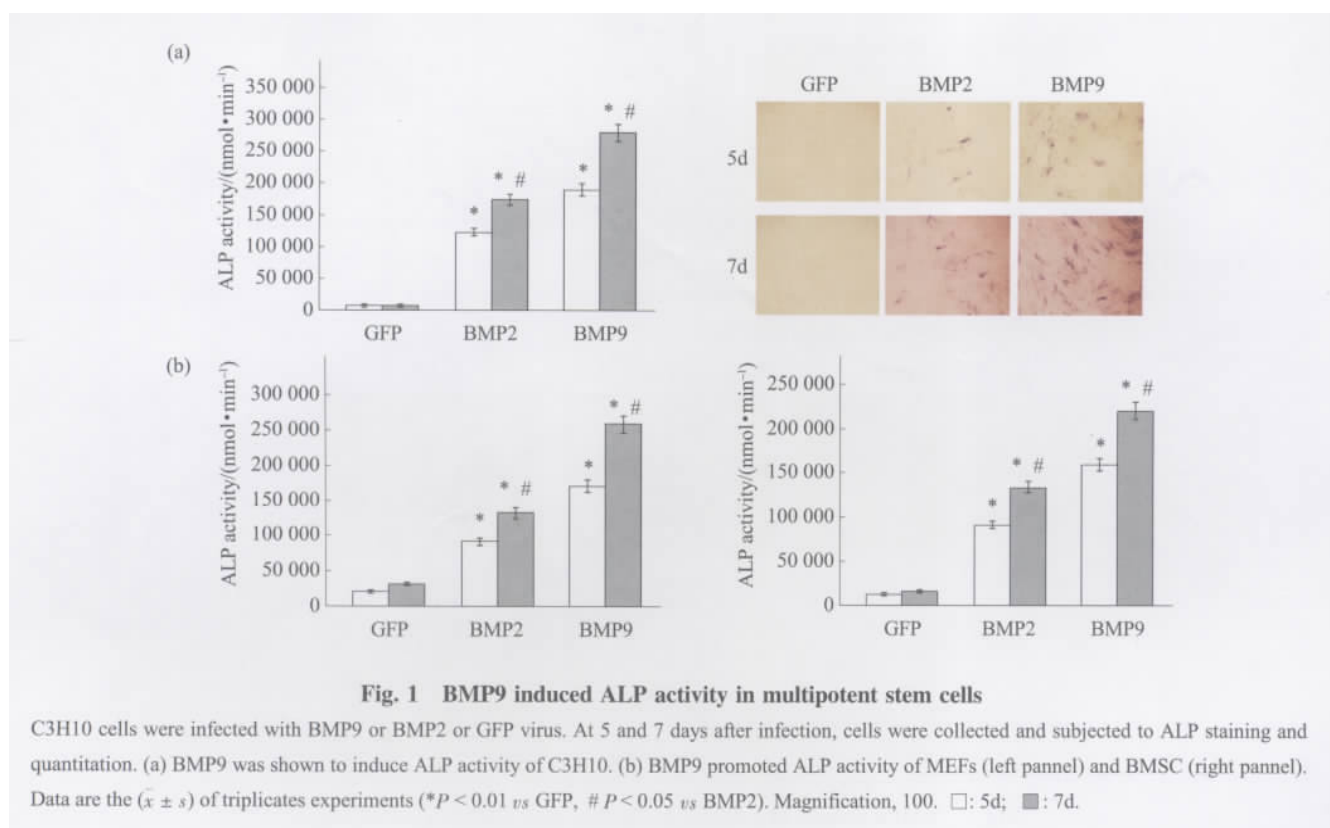 (a)
ALP activity/(nmol•min⁻¹)
350 000
300 000
250 000
200 000
150 000
100 000
50 000
0
*
* #
*
* #
GFP
BMP2
BMP9
GFP
BMP2
BMP9
5d
7d
(b)
ALP activity/(nmol•min⁻¹)
300 000
250 000
200 000
150 000
100 000
50 000
0
*
* #
*
* #
GFP
BMP2
BMP9
ALP activity/(nmol•min⁻¹)
250 000
200 000
150 000
100 000
50 000
0
*
* #
*
* #
GFP
BMP2
BMP9
Fig. 1 BMP9 induced ALP activity in multipotent stem cells
C3H10 cells were infected with BMP9 or BMP2 or GFP virus. At 5 and 7 days after infection, cells were collected and subjected to ALP staining and
quantitation. (a) BMP9 was shown to induce ALP activity of C3H10. (b) BMP9 promoted ALP activity of MEFs (left pannel) and BMSC (right pannel).
Data are the (x̄ ± s) of triplicates experiments (*P < 0.01 vs GFP, # P < 0.05 vs BMP2). Magnification, 100. □: 5d; ■: 7d.